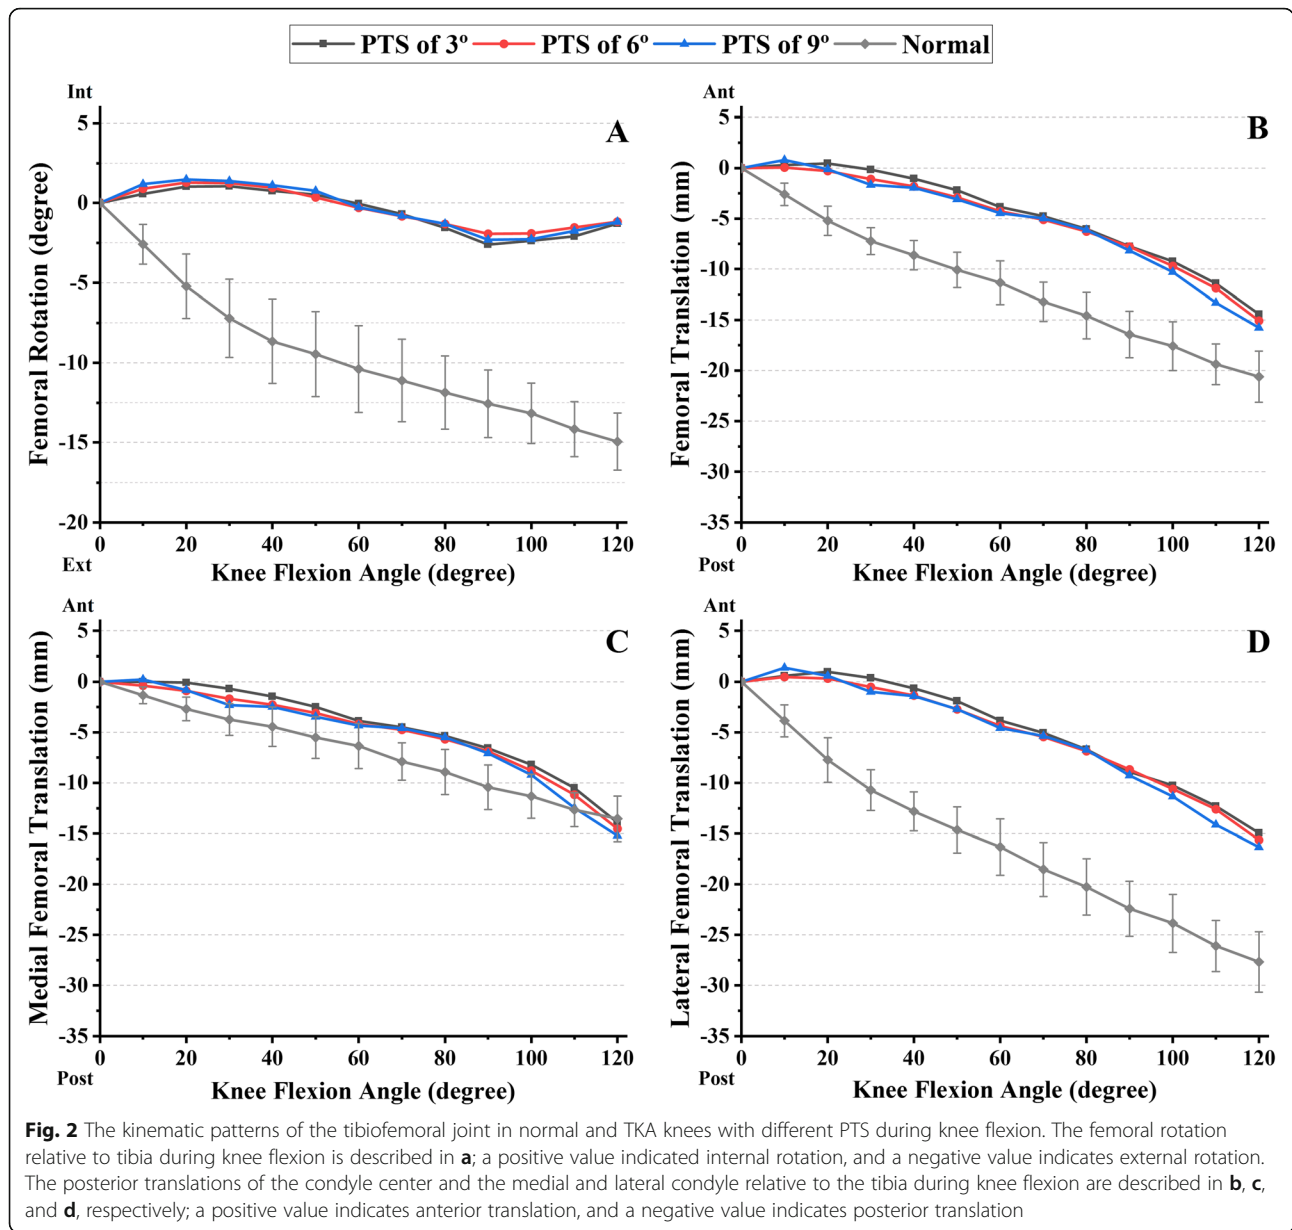 PTS of 3º PTS of 6º PTS of 9º Normal
Int
5
0
-5
-10
-15
-20
Ext
Femoral Rotation (degree)
A
0 20 40 60 80 100 120
Knee Flexion Angle (degree)
Ant
5
0
-5
-10
-15
-20
-25
-30
-35
Post
Femoral Translation (mm)
B
0 20 40 60 80 100 120
Knee Flexion Angle (degree)
Ant
5
0
-5
-10
-15
-20
-25
-30
-35
Post
Medial Femoral Translation (mm)
C
0 20 40 60 80 100 120
Knee Flexion Angle (degree)
Ant
5
0
-5
-10
-15
-20
-25
-30
-35
Post
Lateral Femoral Translation (mm)
D
0 20 40 60 80 100 120
Knee Flexion Angle (degree)
Fig. 2 The kinematic patterns of the tibiofemoral joint in normal and TKA knees with different PTS during knee flexion. The femoral rotation
relative to tibia during knee flexion is described in a; a positive value indicated internal rotation, and a negative value indicates external rotation.
The posterior translations of the condyle center and the medial and lateral condyle relative to the tibia during knee flexion are described in b, c,
and d, respectively; a positive value indicates anterior translation, and a negative value indicates posterior translation